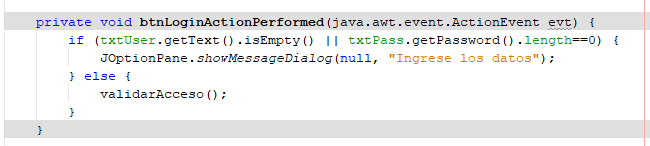 private void btnLoginActionPerformed(java.awt.event.ActionEvent evt) {
if (txtUser.getText().isEmpty() || txtPass.getPassword().length==0) {
JOptionPane.showMessageDialog(null, "Ingrese los datos");
} else {
validarAcceso();
}
}